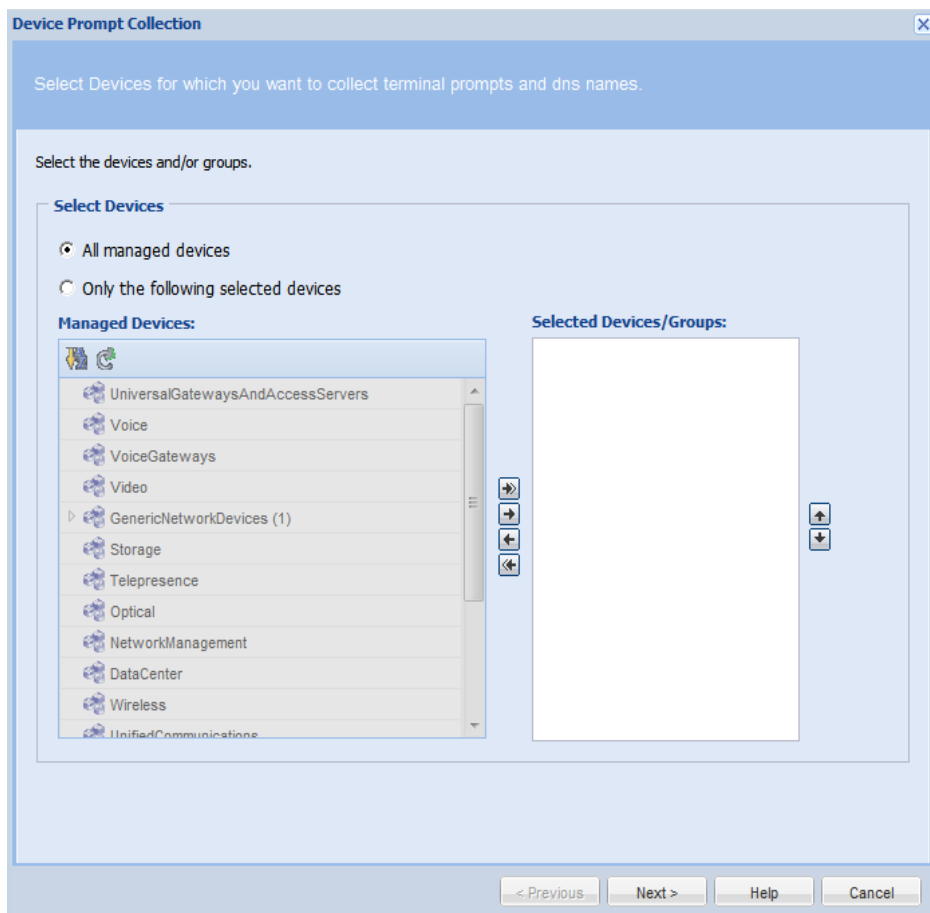 Device Prompt Collection
Select Devices for which you want to collect terminal prompts and dns names.
Select the devices and/or groups.
Select Devices
All managed devices
Only the following selected devices
Managed Devices:
Selected Devices/Groups:
UniversalGatewaysAndAccessServers
Voice
VoiceGateways
Video
GenericNetworkDevices (1)
Storage
Telepresence
Optical
NetworkManagement
DataCenter
Wireless
UnifiedCommunications
< Previous
Next >
Help
Cancel